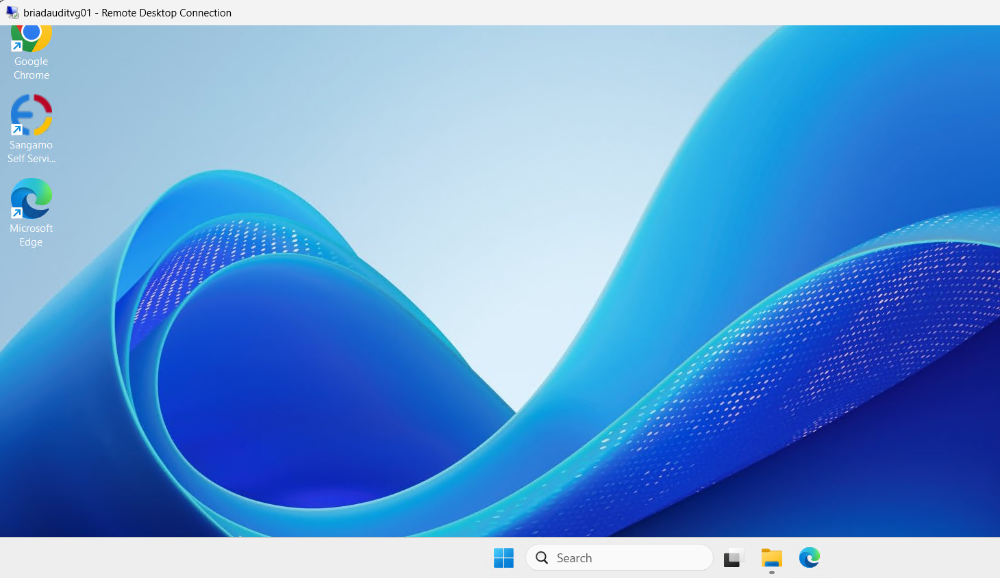 briadauditvg01 - Remote Desktop Connection
Google
Chrome
Sangamo
Self Servi...
Microsoft
Edge
Search